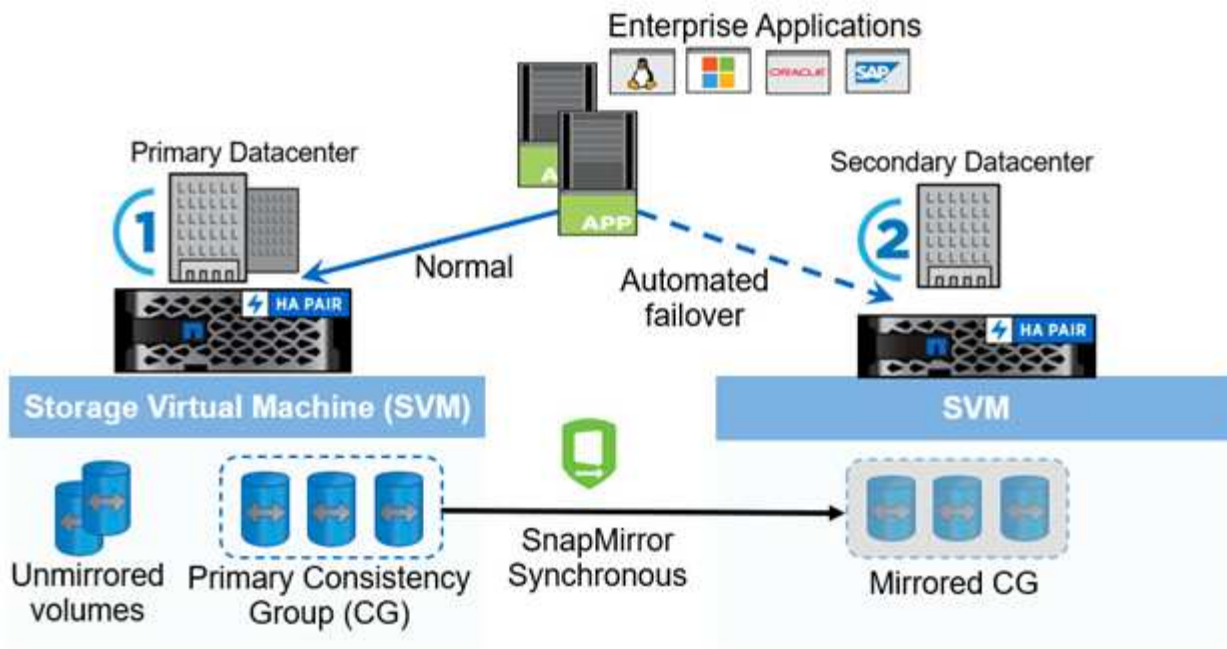 Enterprise Applications
ORACLE
SAP
Primary Datacenter
Secondary Datacenter
1
APP
2
Normal
Automated
failover
HA PAIR
HA PAIR
Storage Virtual Machine (SVM)
SVM
Unmirrored
volumes
Primary Consistency
Group (CG)
SnapMirror
Synchronous
Mirrored CG